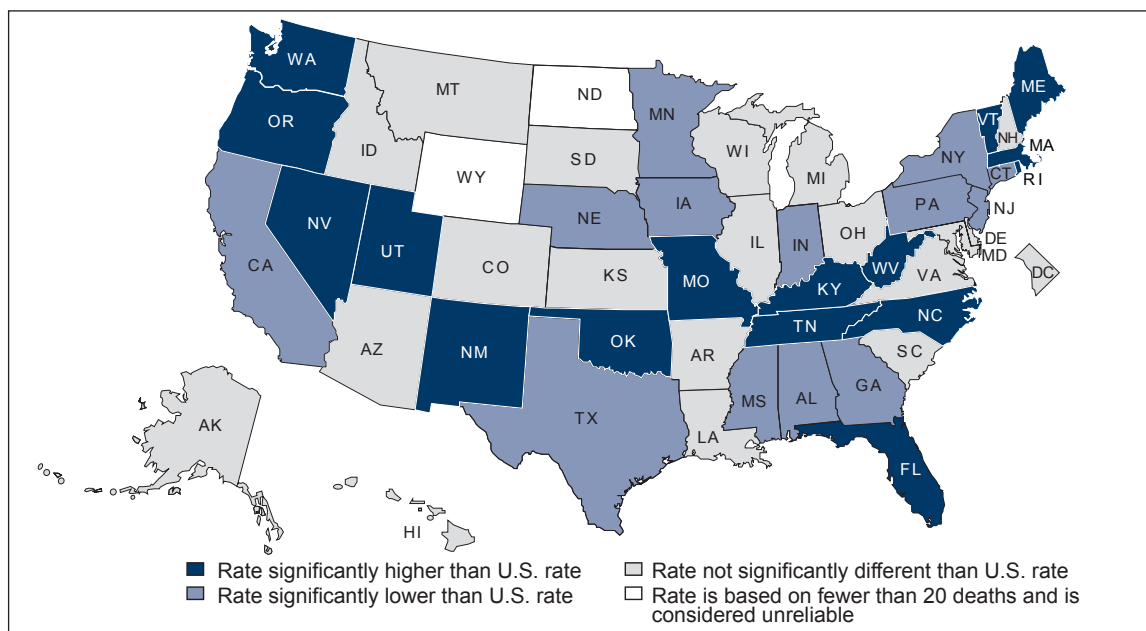 WA
ME
MT
ND
VT
MN
OR
NH
MA
ID
SD
WI
NY
CT
RI
MI
WY
PA
IA
NJ
NE
NV
OH
DE
IL
IN
UT
MD
CA
CO
WV
DC
VA
KS
MO
KY
NC
TN
AZ
OK
NM
AR
SC
MS
AL
GA
TX
AK
LA
FL
HI
Rate significantly higher than U.S. rate
Rate significantly lower than U.S. rate
Rate not significantly different than U.S. rate
Rate is based on fewer than 20 deaths and is
considered unreliable